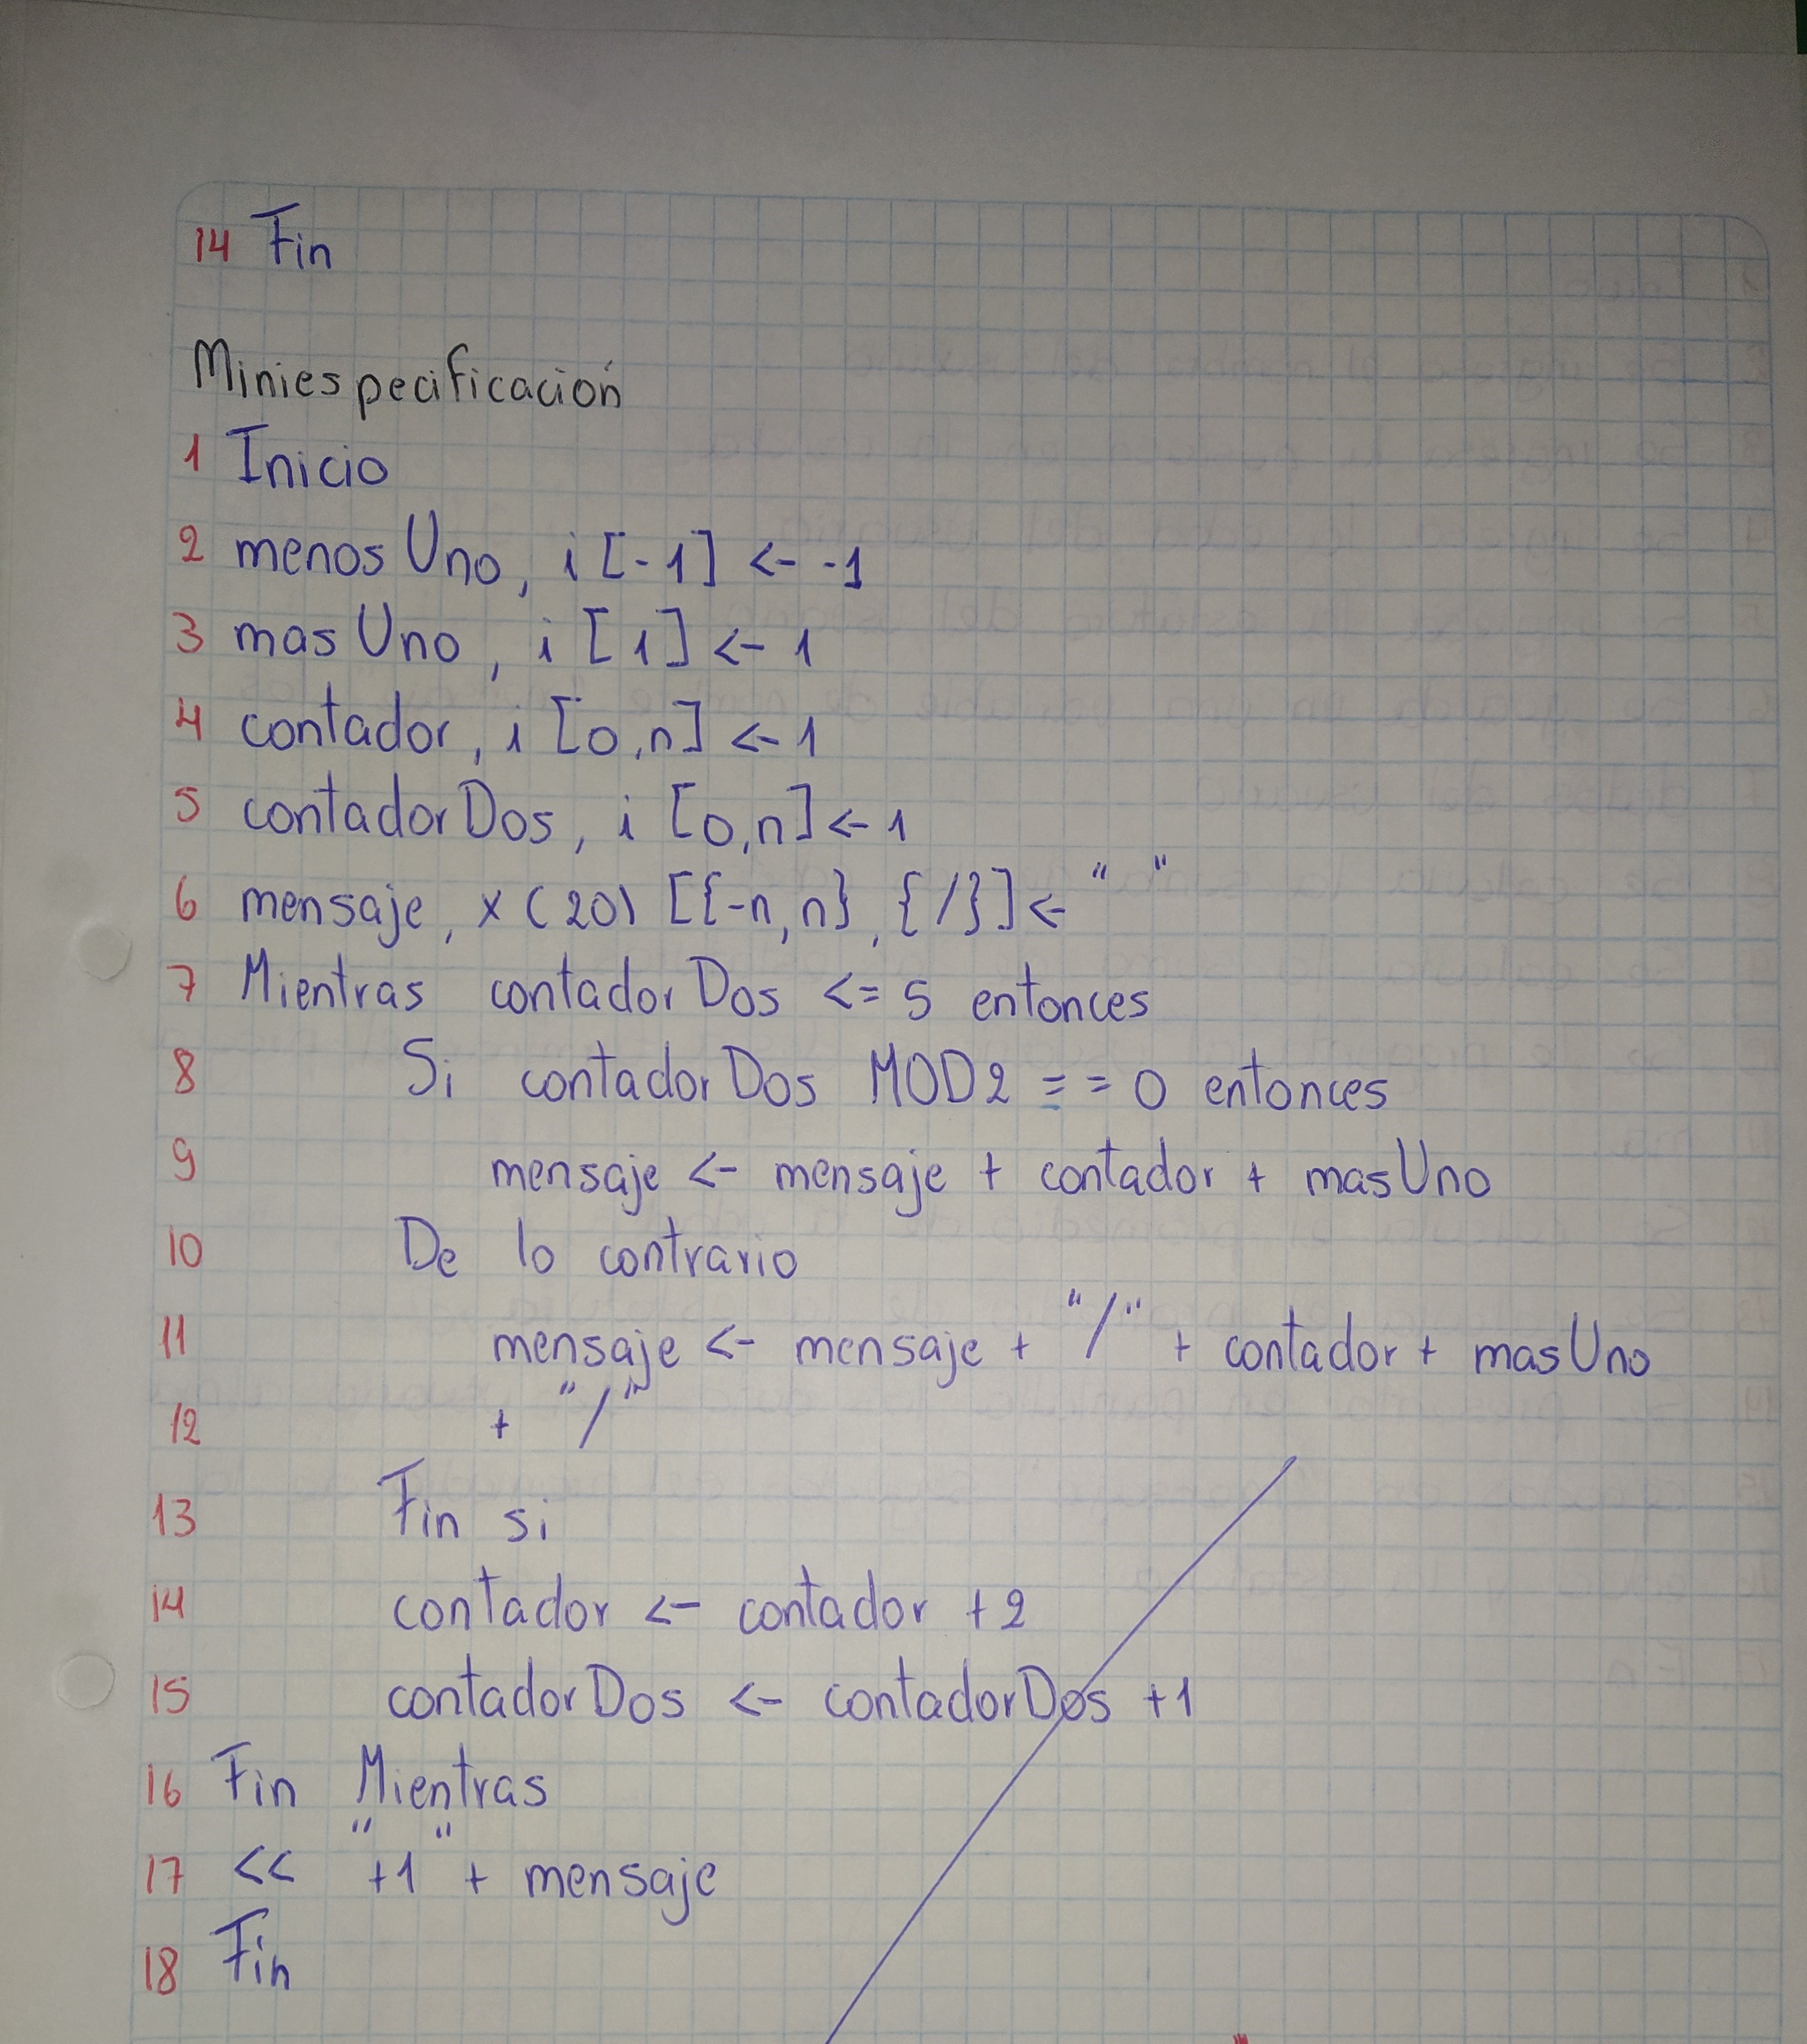 14 Fin
Miniespecificación
1 Inicio
2 menosUno, i [-1] <- -1
3 masUno, i [1] <- 1
4 contador, i [0,n] <- 1
5 contadorDos, i [0,n] <- 1
6 mensaje, x(20) [{-n,n}, {/}] <- " "
7 Mientras contadorDos <= 5 entonces
8 Si contadorDos MOD2 == 0 entonces
9 mensaje <- mensaje + contador + masUno
10 De lo contrario
11 mensaje <- mensaje + "/" + contador + masUno
12 + "/"
13 Fin si
14 contador <- contador +2
15 contadorDos <- contadorDos +1
16 Fin Mientras
17 << "+1" + mensaje
18 Fin